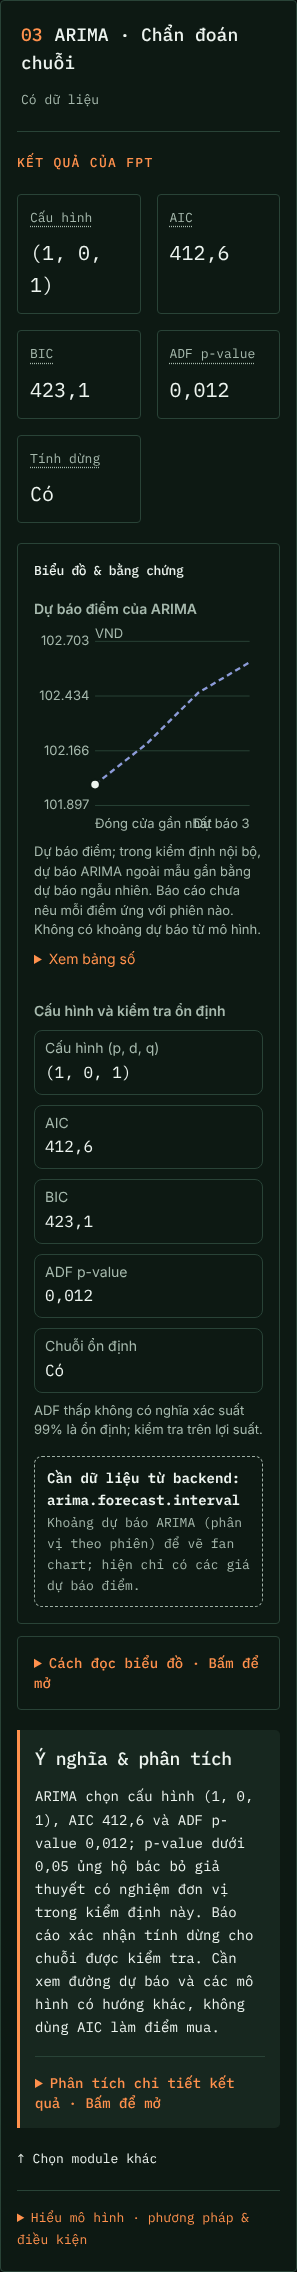 03 ARIMA · Chẩn đoán
chuỗi
Có dữ liệu
KẾT QUẢ CỦA FPT
Cấu hình
(1, 0,
1)
AIC
412,6
BIC
423,1
ADF p-value
0,012
Tính dừng
Có
Biểu đồ & bằng chứng
Dự báo điểm của ARIMA
VND
102.703
102.434
102.166
101.897
Đóng cửa gần nhất
Dự báo 3
Dự báo điểm; trong kiểm định nội bộ,
dự báo ARIMA ngoài mẫu gần bằng
dự báo ngẫu nhiên. Báo cáo chưa
nêu mỗi điểm ứng với phiên nào.
Không có khoảng dự báo từ mô hình.
▶ Xem bảng số
Cấu hình và kiểm tra ổn định
Cấu hình (p, d, q)
(1, 0, 1)
AIC
412,6
BIC
423,1
ADF p-value
0,012
Chuỗi ổn định
Có
ADF thấp không có nghĩa xác suất
99% là ổn định; kiểm tra trên lợi suất.
Cần dữ liệu từ backend:
arima.forecast.interval
Khoảng dự báo ARIMA (phân
vị theo phiên) để vẽ fan
chart; hiện chỉ có các giá
dự báo điểm.
▶ Cách đọc biểu đồ · Bấm để
mở
Ý nghĩa & phân tích
ARIMA chọn cấu hình (1, 0,
1), AIC 412,6 và ADF p-
value 0,012; p-value dưới
0,05 ủng hộ bác bỏ giả
thuyết có nghiệm đơn vị
trong kiểm định này. Báo
cáo xác nhận tính dừng cho
chuỗi được kiểm tra. Cần
xem đường dự báo và các mô
hình có hướng khác, không
dùng AIC làm điểm mua.
▶ Phân tích chi tiết kết
quả · Bấm để mở
↑ Chọn module khác
▶ Hiểu mô hình · phương pháp &
điều kiện